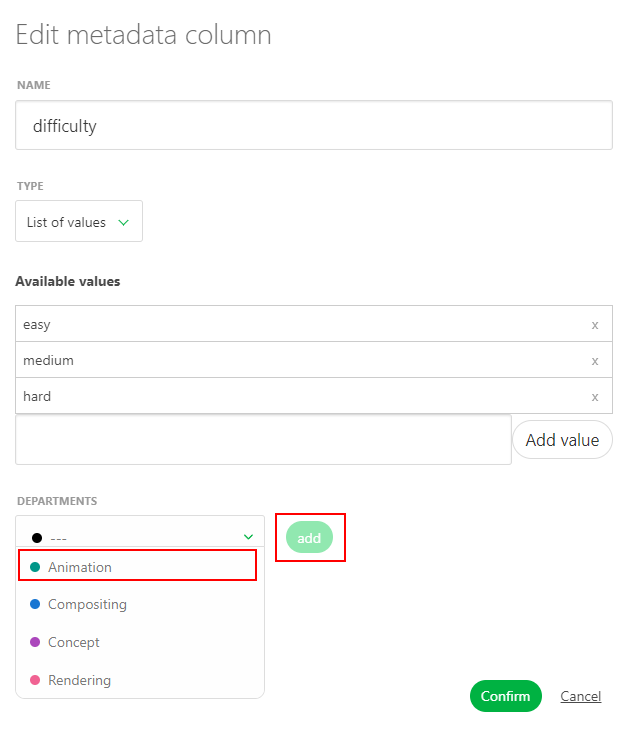 Edit metadata column
NAME
difficulty
TYPE
List of values
Available values
easy x
medium x
hard x
Add value
DEPARTMENTS
--- add
Animation
Compositing
Concept
Rendering
Confirm Cancel